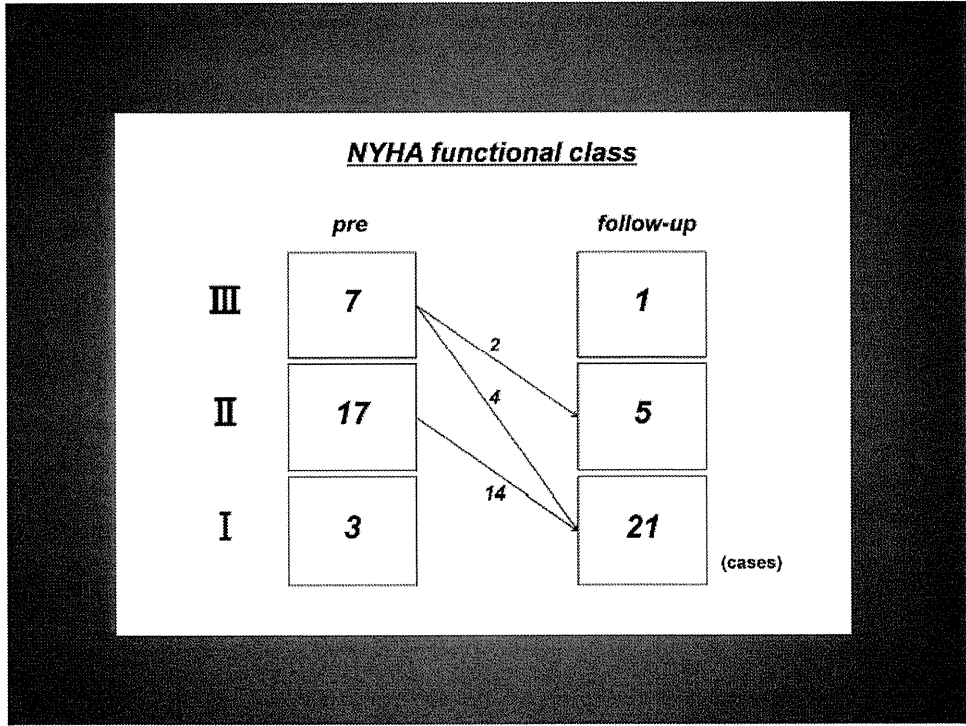 NYHA functional class
pre follow-up
Ⅲ 7 1
2
4
Ⅱ 17 5
14
Ⅰ 3 21
(cases)